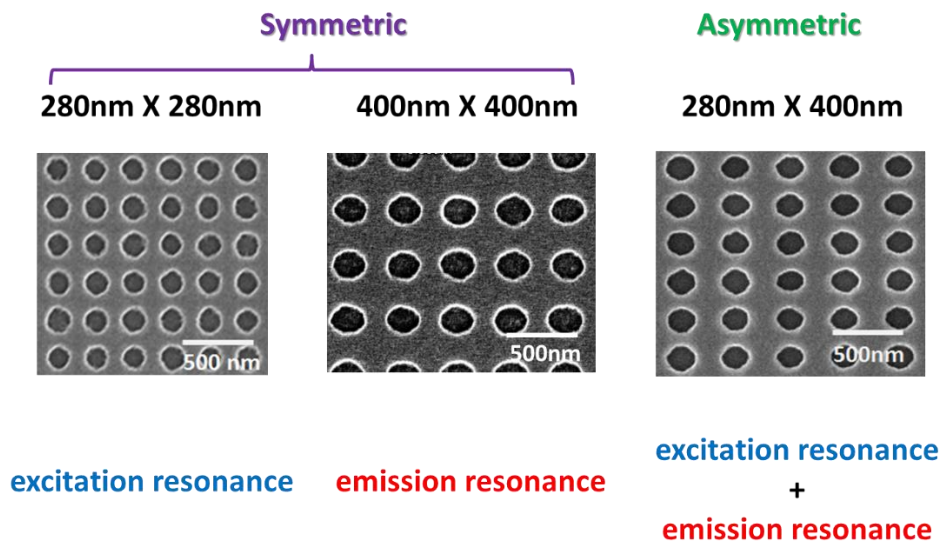 Symmetric
Asymmetric
280nm X 280nm
400nm X 400nm
280nm X 400nm
500 nm
500nm
500nm
excitation resonance
emission resonance
excitation resonance
+
emission resonance